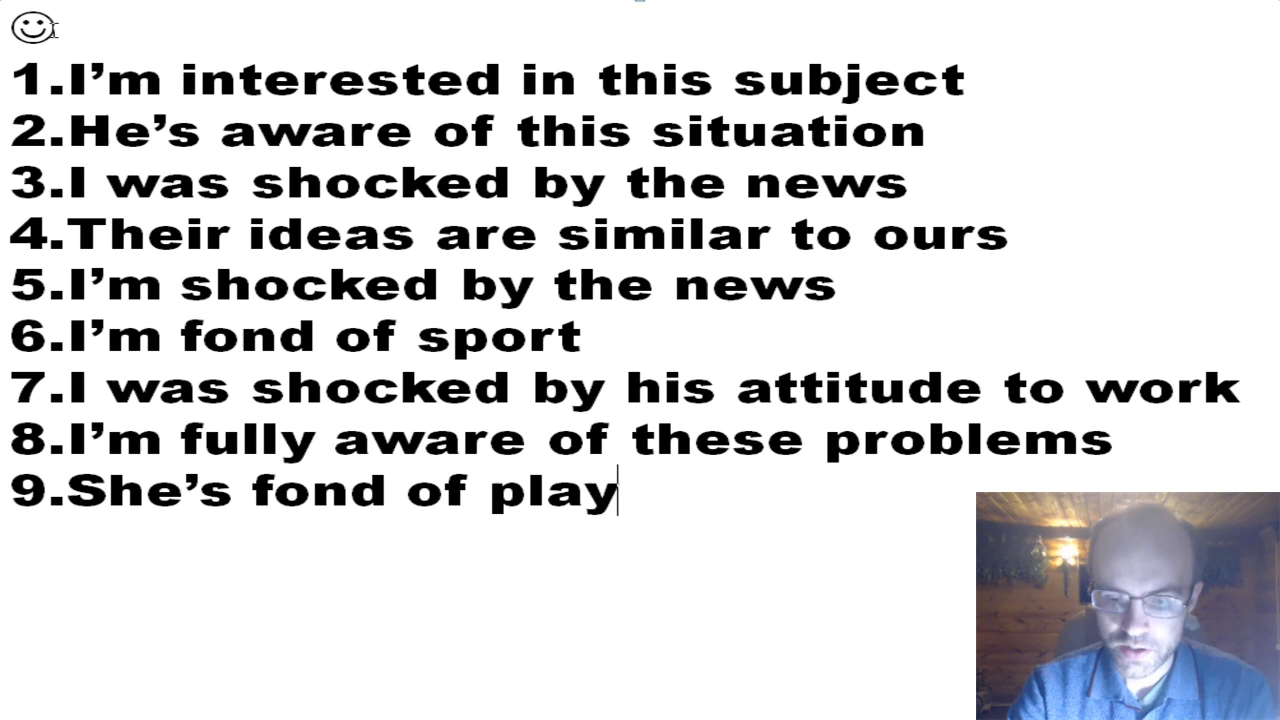 1.I’m interested in this subject
2.He’s aware of this situation
3.I was shocked by the news
4.Their ideas are similar to ours
5.I’m shocked by the news
6.I’m fond of sport
7.I was shocked by his attitude to work
8.I’m fully aware of these problems
9.She’s fond of play